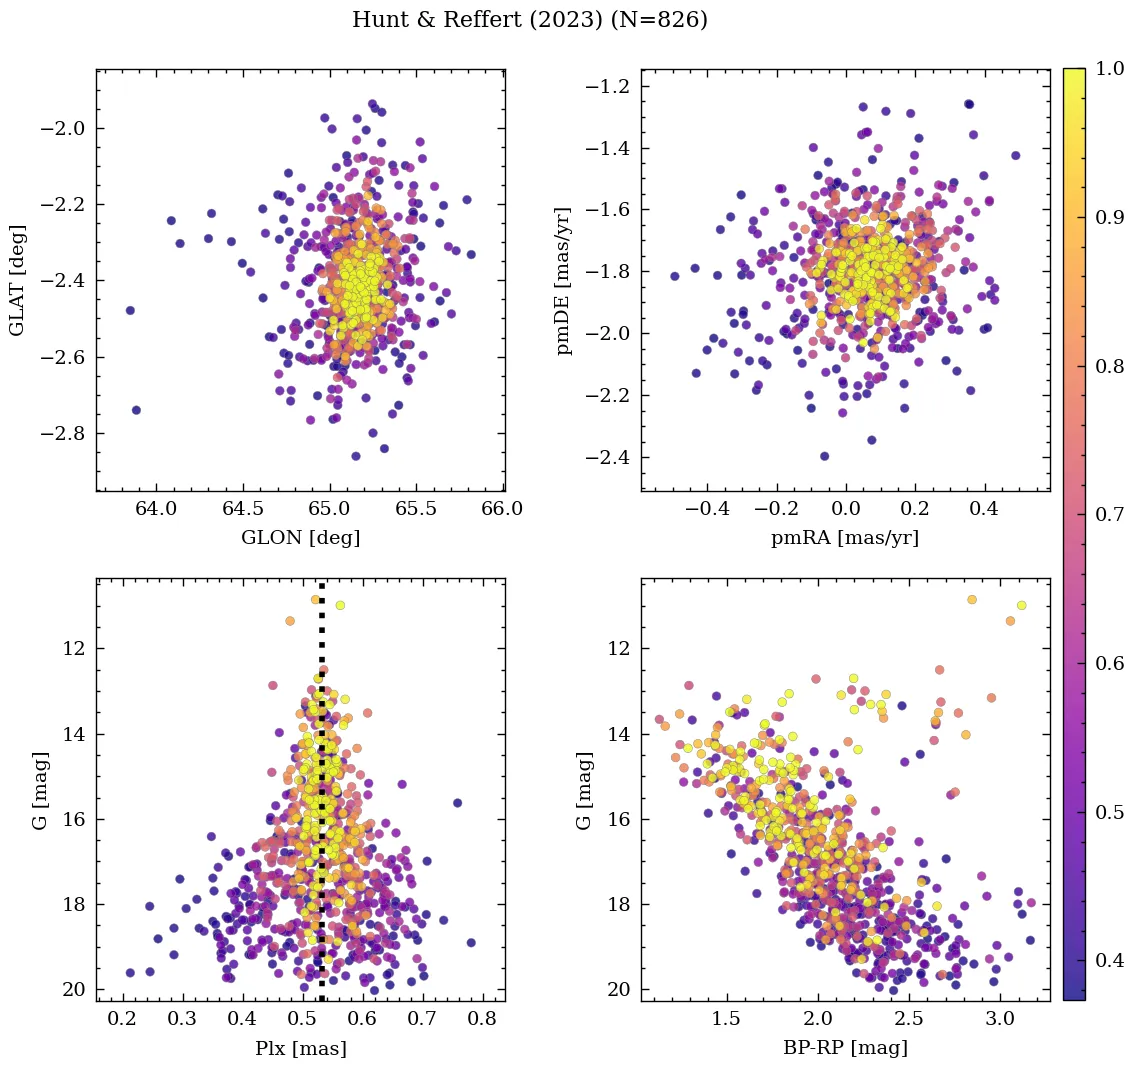 Hunt & Reffert (2023) (N=826)
−2.0
−2.2
−2.4
−2.6
−2.8
GLAT [deg]
64.0 64.5 65.0 65.5 66.0
GLON [deg]
−1.2
−1.4
−1.6
−1.8
−2.0
−2.2
−2.4
pmDE [mas/yr]
−0.4 −0.2 0.0 0.2 0.4
pmRA [mas/yr]
12
14
16
18
20
G [mag]
0.2 0.3 0.4 0.5 0.6 0.7 0.8
Plx [mas]
12
14
16
18
20
G [mag]
1.5 2.0 2.5 3.0
BP-RP [mag]
1.0
0.9
0.8
0.7
0.6
0.5
0.4